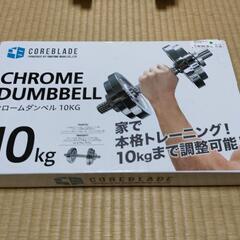 COREBLADE
CHROME
DUMBBELL
クロームダンベル 10KG
10kg
家で
本格トレーニング!
10kgまで調整可能!